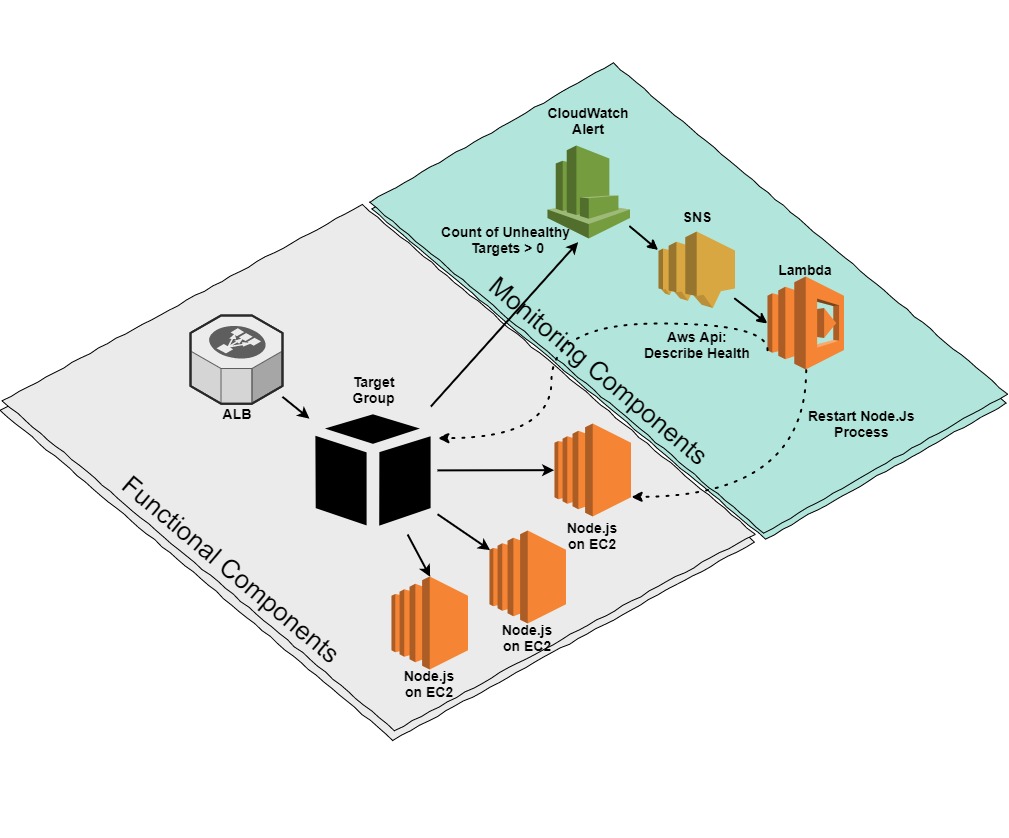 CloudWatch
Alert
SNS
Count of Unhealthy
Targets > 0
Lambda
Monitoring Components
Aws Api:
Describe Health
ALB
Target
Group
Restart Node.Js
Process
Functional Components
Node.js
on EC2
Node.js
on EC2
Node.js
on EC2